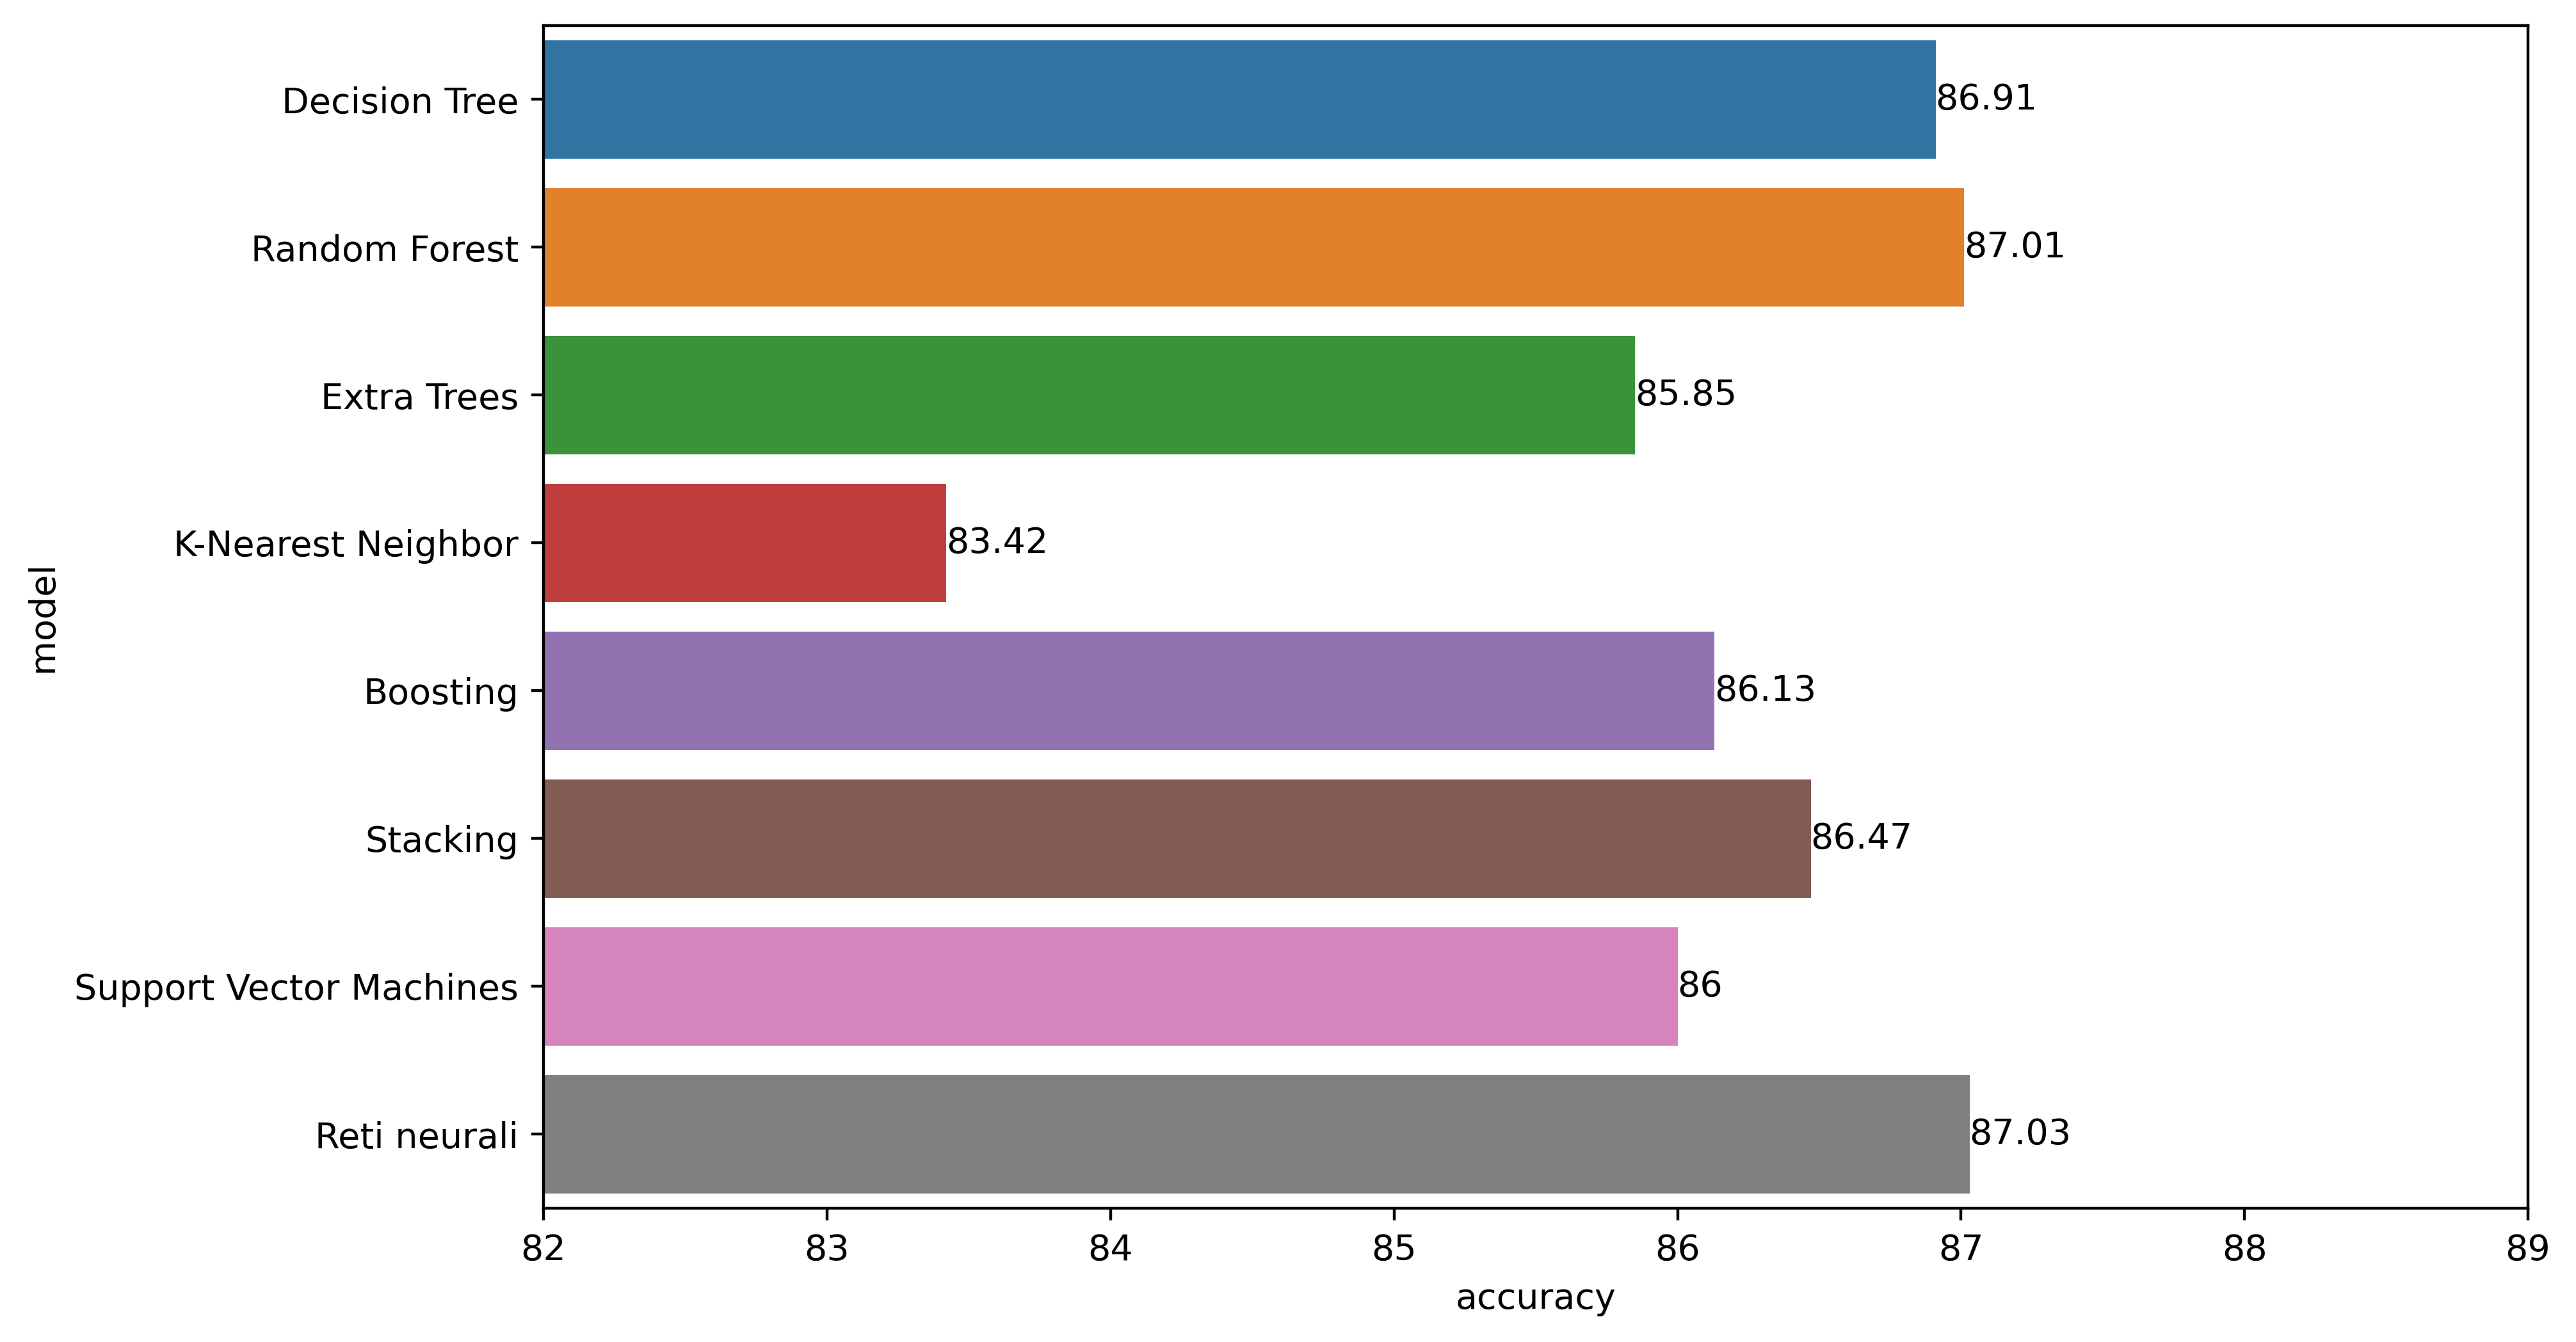 Decision Tree 86.91
Random Forest 87.01
Extra Trees 85.85
K-Nearest Neighbor 83.42
model
Boosting 86.13
Stacking 86.47
Support Vector Machines 86
Reti neurali 87.03
82 83 84 85 86 87 88 89
accuracy